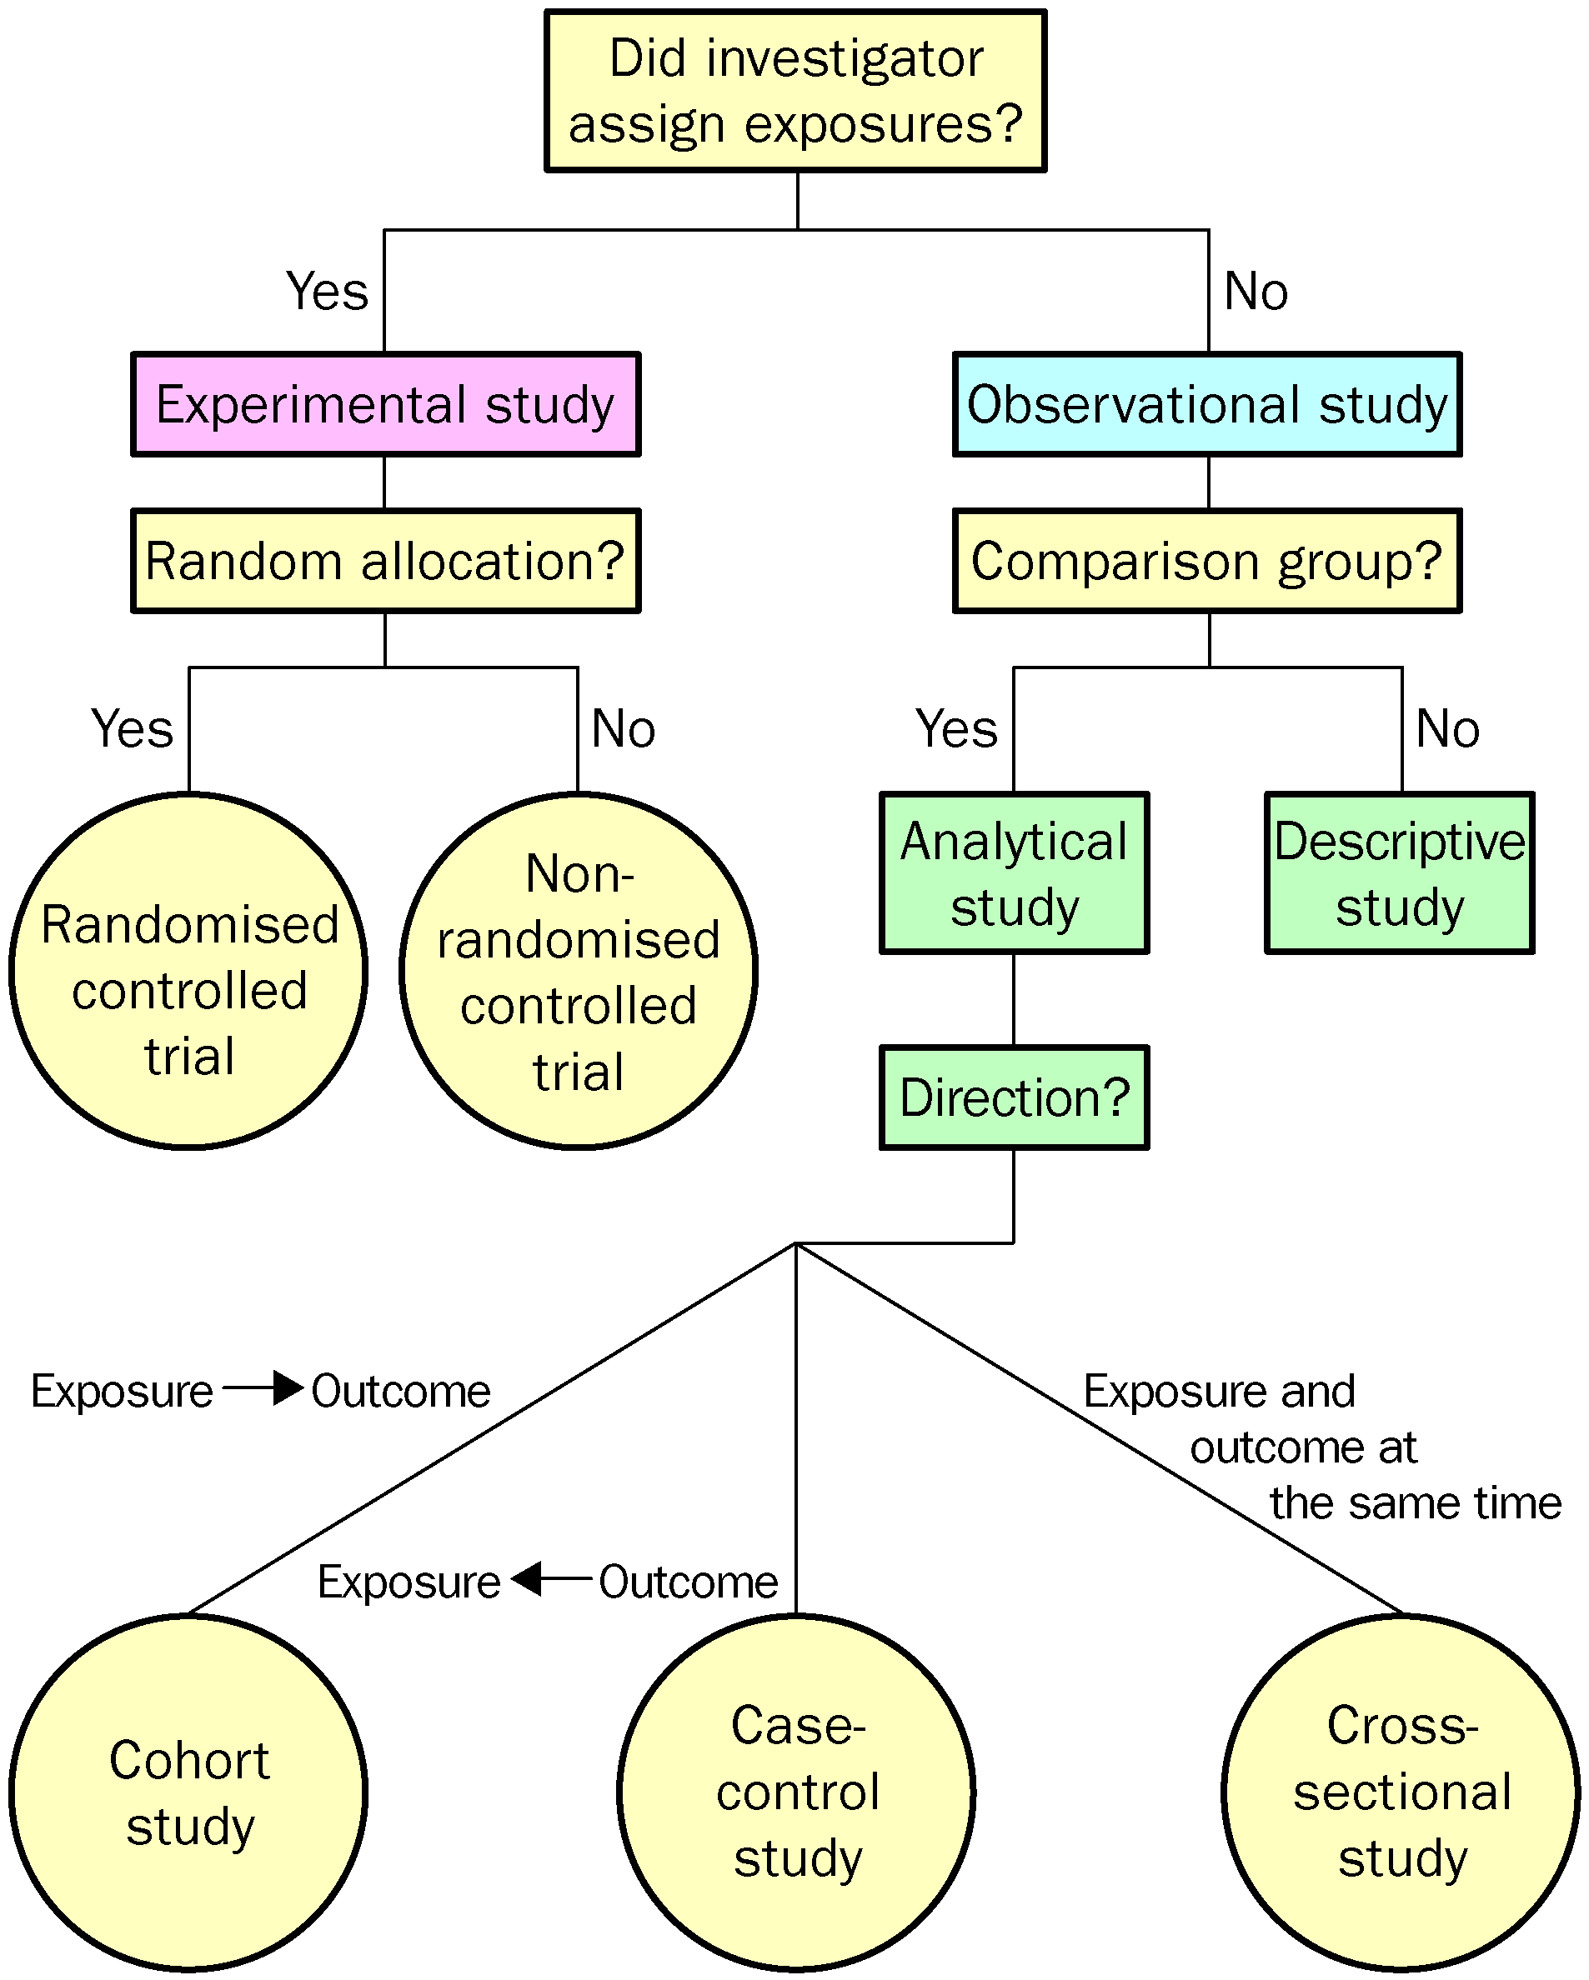 Did investigator
assign exposures?
Yes
No
Experimental study
Observational study
Random allocation?
Comparison group?
Yes
No
Yes
No
Randomised
controlled
trial
Non-
randomised
controlled
trial
Analytical
study
Descriptive
study
Direction?
Exposure
Outcome
Exposure and
outcome at
the same time
Exposure
Outcome
Cohort
study
Case-
control
study
Cross-
sectional
study